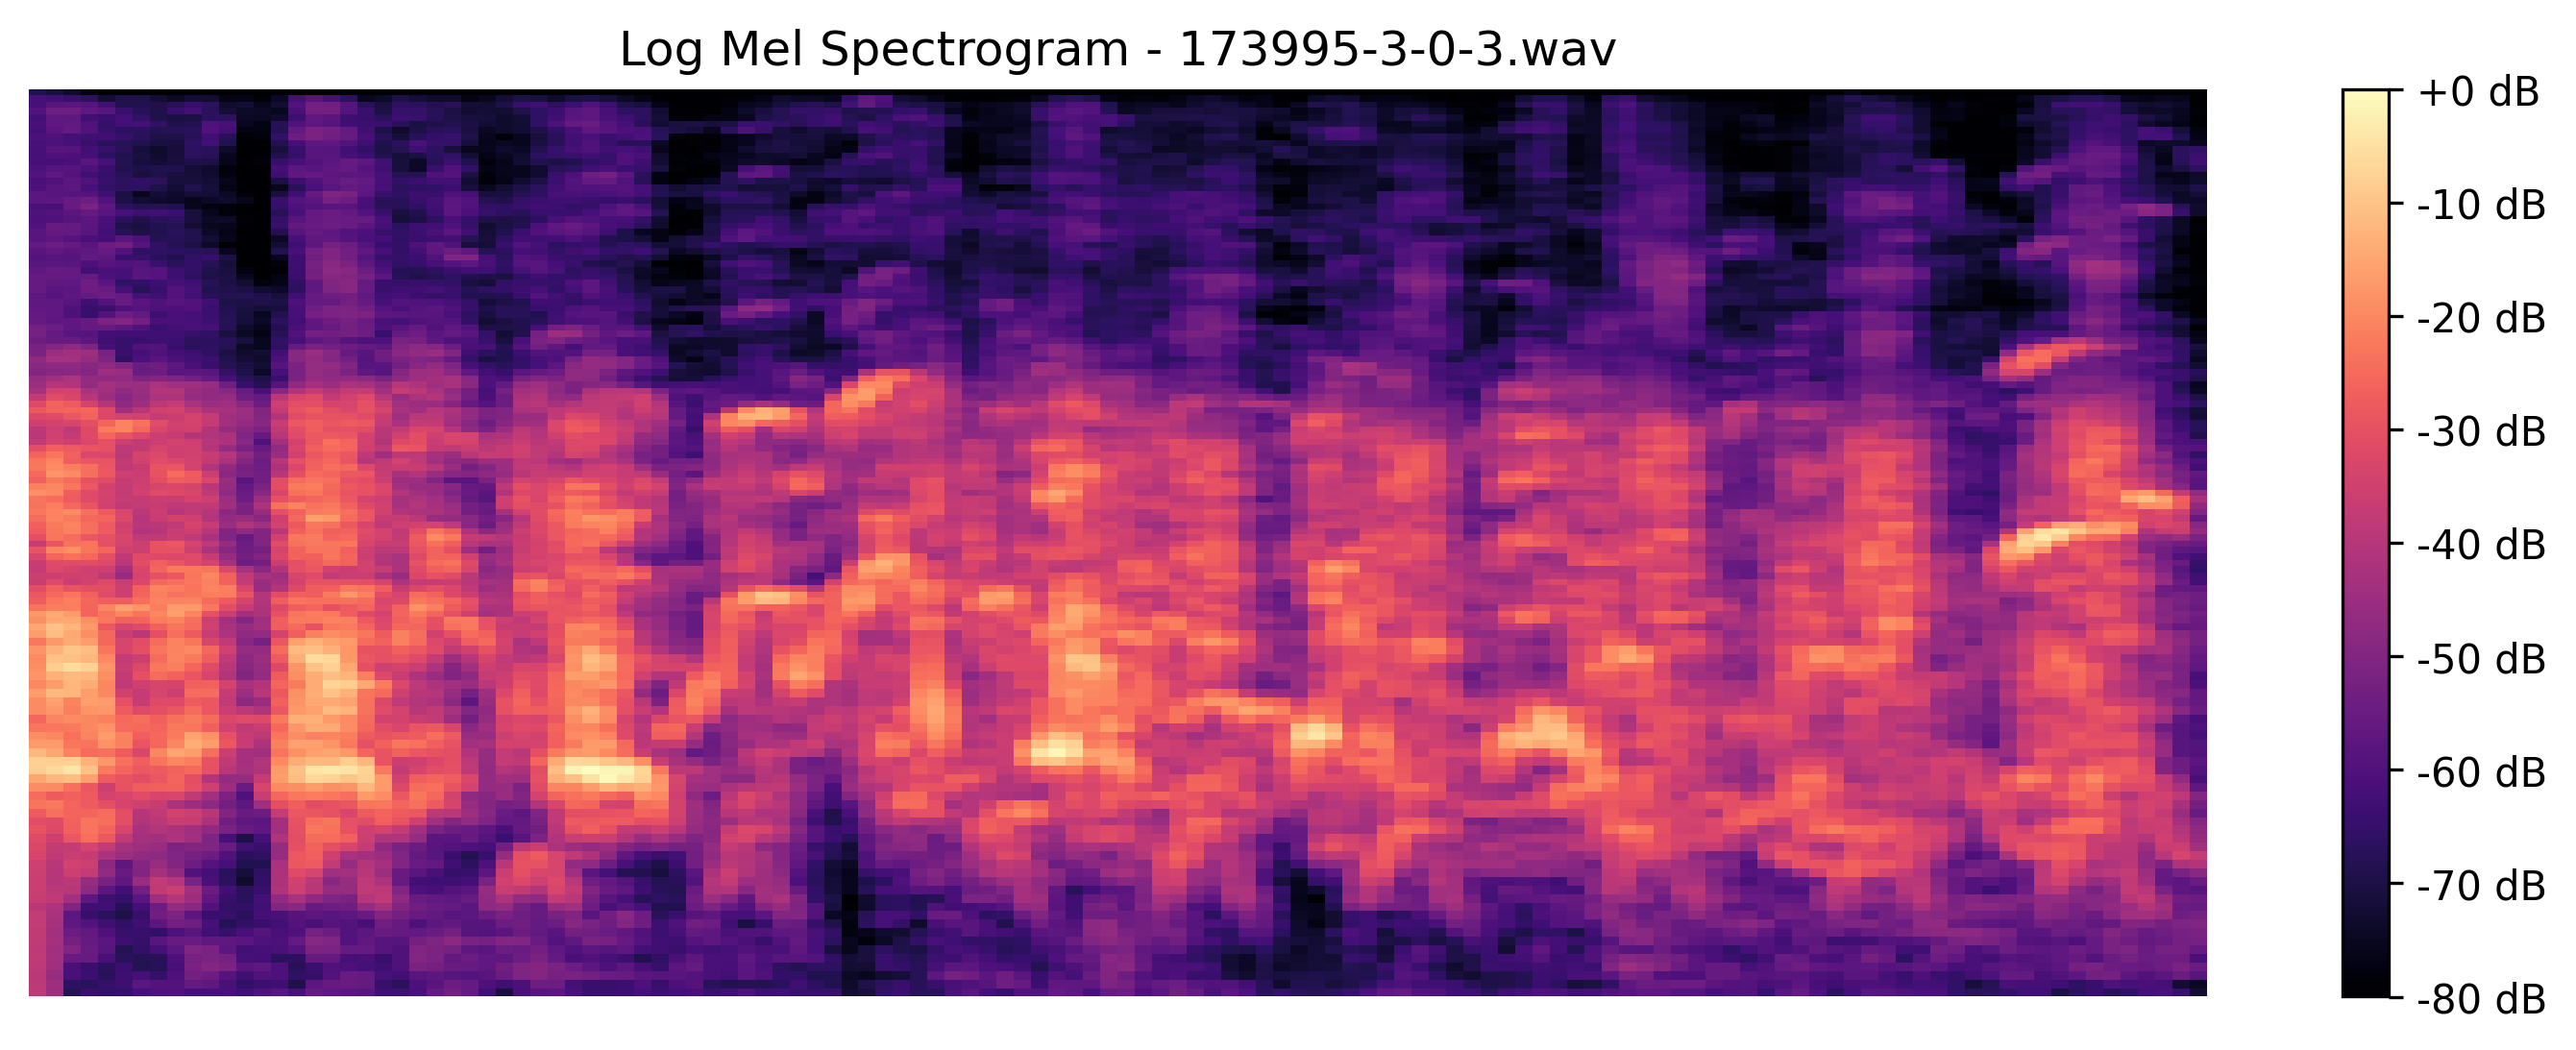 Log Mel Spectrogram - 173995-3-0-3.wav
+0 dB
-10 dB
-20 dB
-30 dB
-40 dB
-50 dB
-60 dB
-70 dB
-80 dB